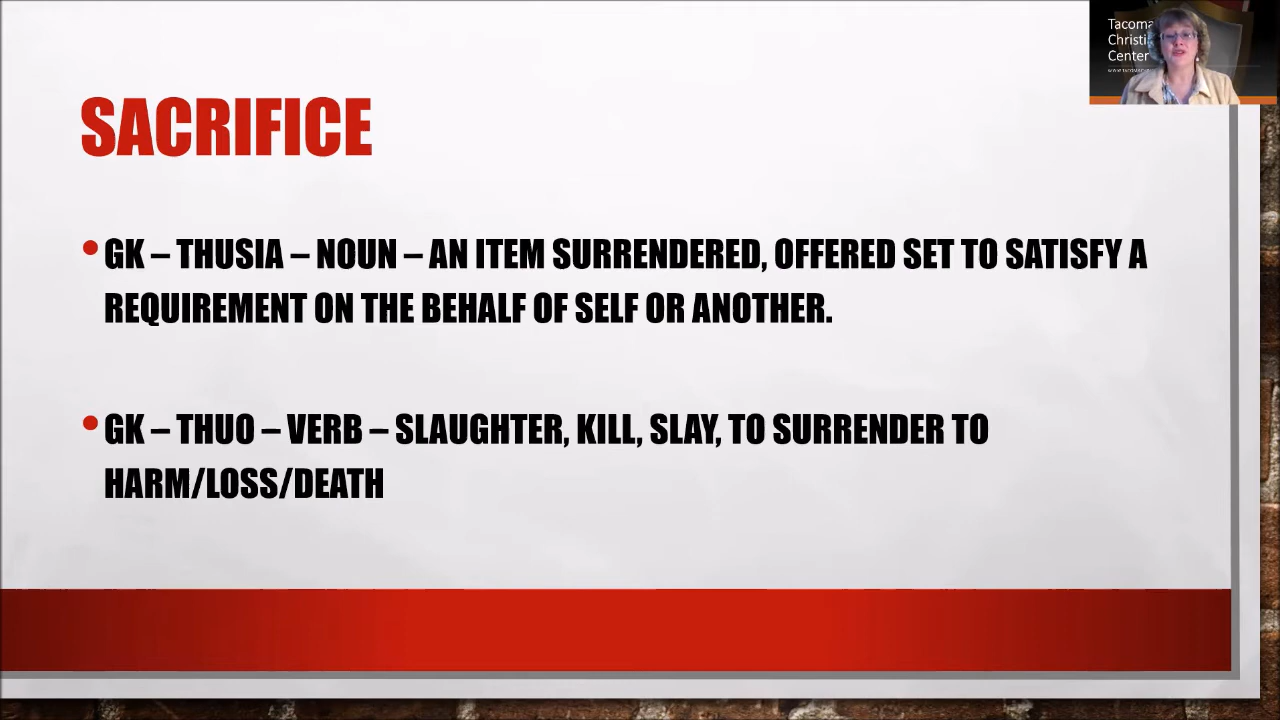 Tacoma
Christi
Center
SACRIFICE
•GK – THUSIA – NOUN – AN ITEM SURRENDERED, OFFERED SET TO SATISFY A
REQUIREMENT ON THE BEHALF OF SELF OR ANOTHER.
•GK – THUO – VERB – SLAUGHTER, KILL, SLAY, TO SURRENDER TO
HARM/LOSS/DEATH